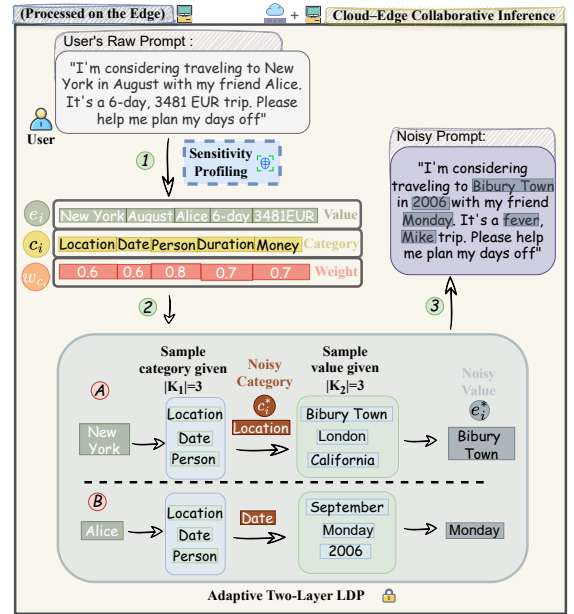 (Processed on the Edge)
+
Cloud–Edge Collaborative Inference
User's Raw Prompt :
"I'm considering traveling to New
York in August with my friend Alice.
It's a 6-day, 3481 EUR trip. Please
help me plan my days off"
User
1
Sensitivity
Profiling
Noisy Prompt:
"I'm considering
traveling to Bibury Town
in 2006 with my friend
Monday. It's a fever,
Mike trip. Please help
me plan my days off"
e_i New York August Alice 6-day 3481EUR Value
c_i Location Date Person Duration Money Category
w_{c_i} 0.6 0.6 0.8 0.7 0.7 Weight
2
3
Sample
category given
|K₁|=3
Noisy
Category
c_i^*
Sample
value given
|K₂|=3
Noisy
Value
e_i^*
A
New
York
Location
Date
Person
Location
Bibury Town
London
California
Bibury
Town
B
Alice
Location
Date
Person
Date
September
Monday
2006
Monday
Adaptive Two-Layer LDP